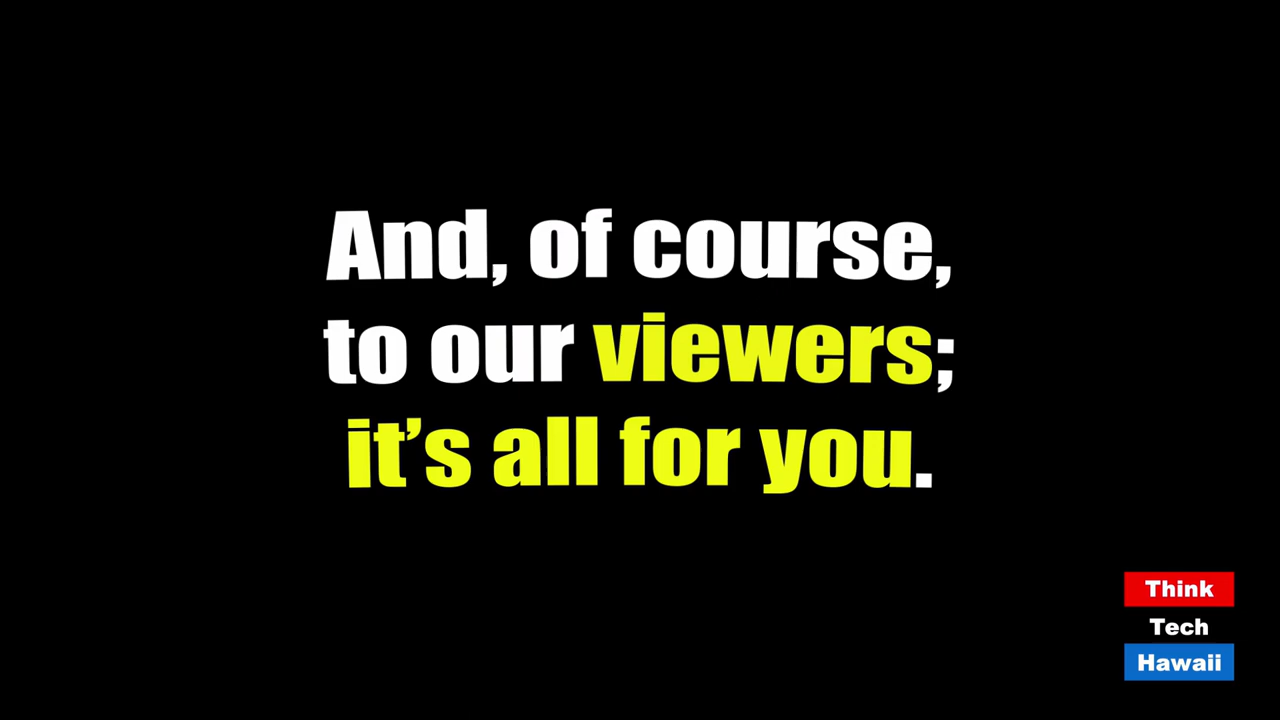 And, of course,
to our viewers;
it’s all for you.
Think
Tech
Hawaii